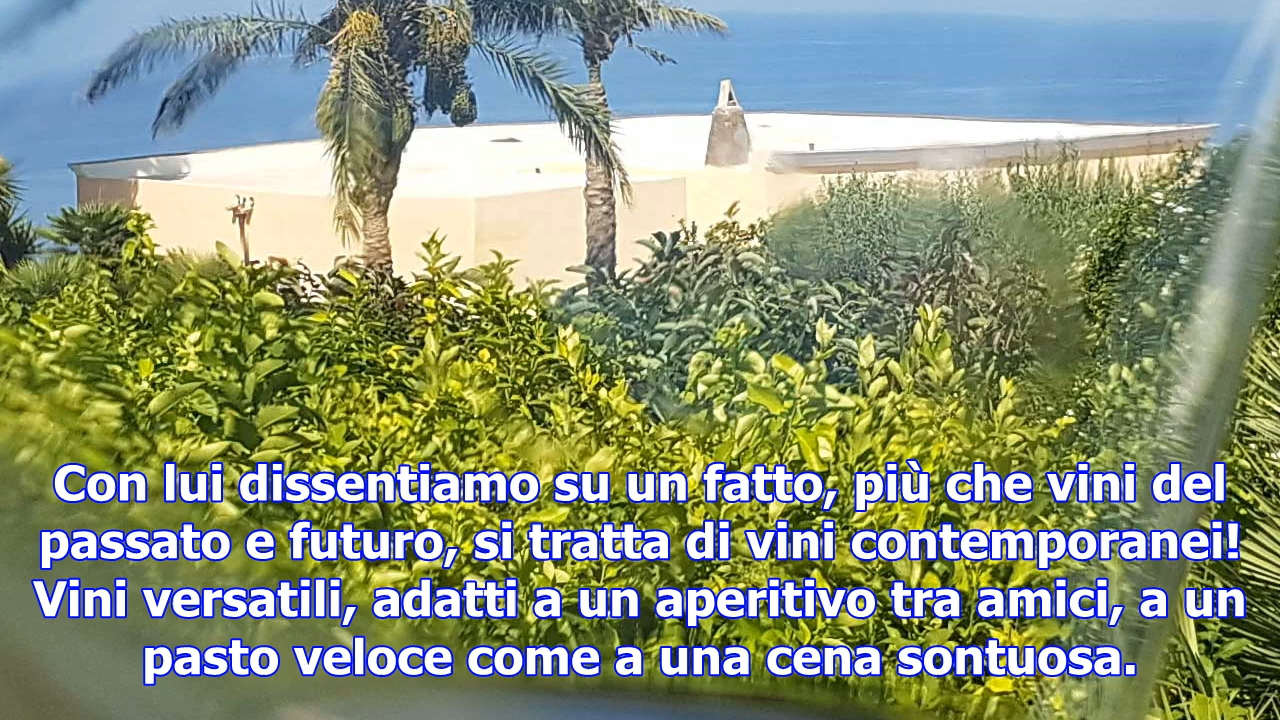 Con lui dissentiamo su un fatto, più che vini del
passato e futuro, si tratta di vini contemporanei!
Vini versatili, adatti a un aperitivo tra amici, a un
pasto veloce come a una cena sontuosa.